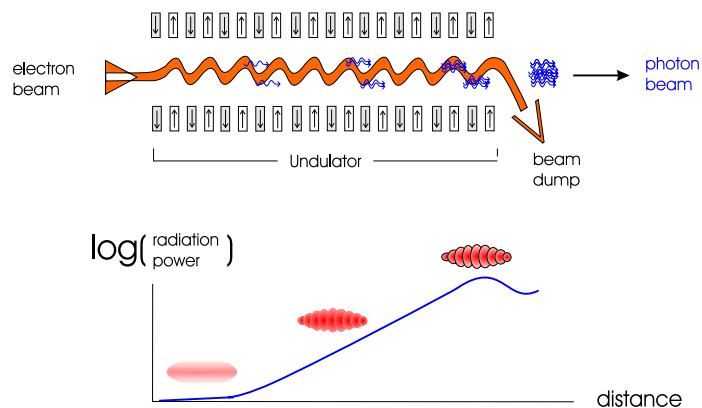 electron
beam
photon
beam
Undulator
beam
dump
log( radiation
power )
distance